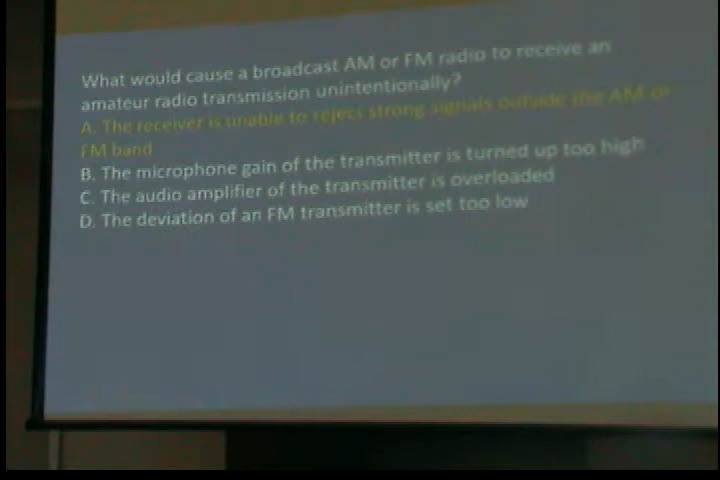 What would cause a broadcast AM or FM radio to receive an
amateur radio transmission unintentionally?
A. The receiver is unable to rejecs strong signals outside the AM or
FM band
B. The microphone gain of the transmitter is turned up too high
C. The audio amplifier of the transmitter is overloaded
D. The deviation of an FM transmitter is set too low